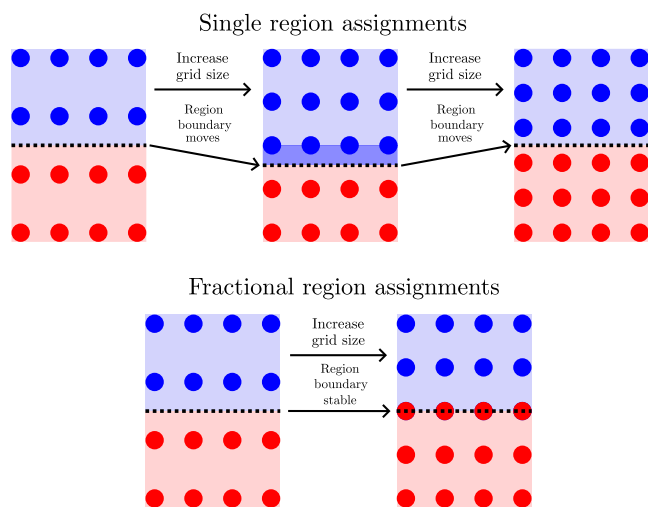 Single region assignments
Increase
grid size
Region
boundary
moves
Increase
grid size
Region
boundary
moves
Fractional region assignments
Increase
grid size
Region
boundary
stable